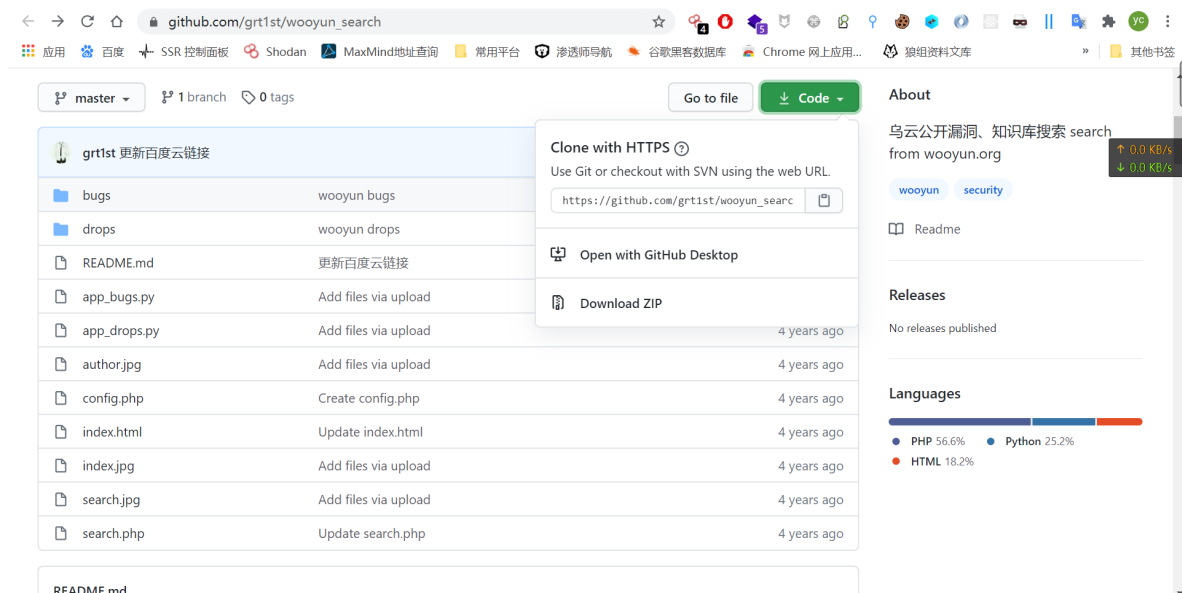 github.com/grt1st/wooyun_search
4
5
yc
应用
百度
SSR 控制面板
Shodan
MaxMind地址查询
常用平台
渗透师导航
谷歌黑客数据库
Chrome 网上应用...
狼组资料文库
»
其他书签
master
1 branch
0 tags
Go to file
Code
About
乌云公开漏洞、知识库搜索 search
from wooyun.org
↑ 0.0 KB/s
↓ 0.0 KB/s
wooyun
security
Readme
Releases
No releases published
Languages
PHP 56.6%
Python 25.2%
HTML 18.2%
grt1st 更新百度云链接
Clone with HTTPS
Use Git or checkout with SVN using the web URL.
https://github.com/grt1st/wooyun_searc
Open with GitHub Desktop
Download ZIP
bugs wooyun bugs
drops wooyun drops
README.md 更新百度云链接
app_bugs.py Add files via upload
app_drops.py Add files via upload 4 years ago
author.jpg Add files via upload 4 years ago
config.php Create config.php 4 years ago
index.html Update index.html 4 years ago
index.jpg Add files via upload 4 years ago
search.jpg Add files via upload 4 years ago
search.php Update search.php 4 years ago
README.md